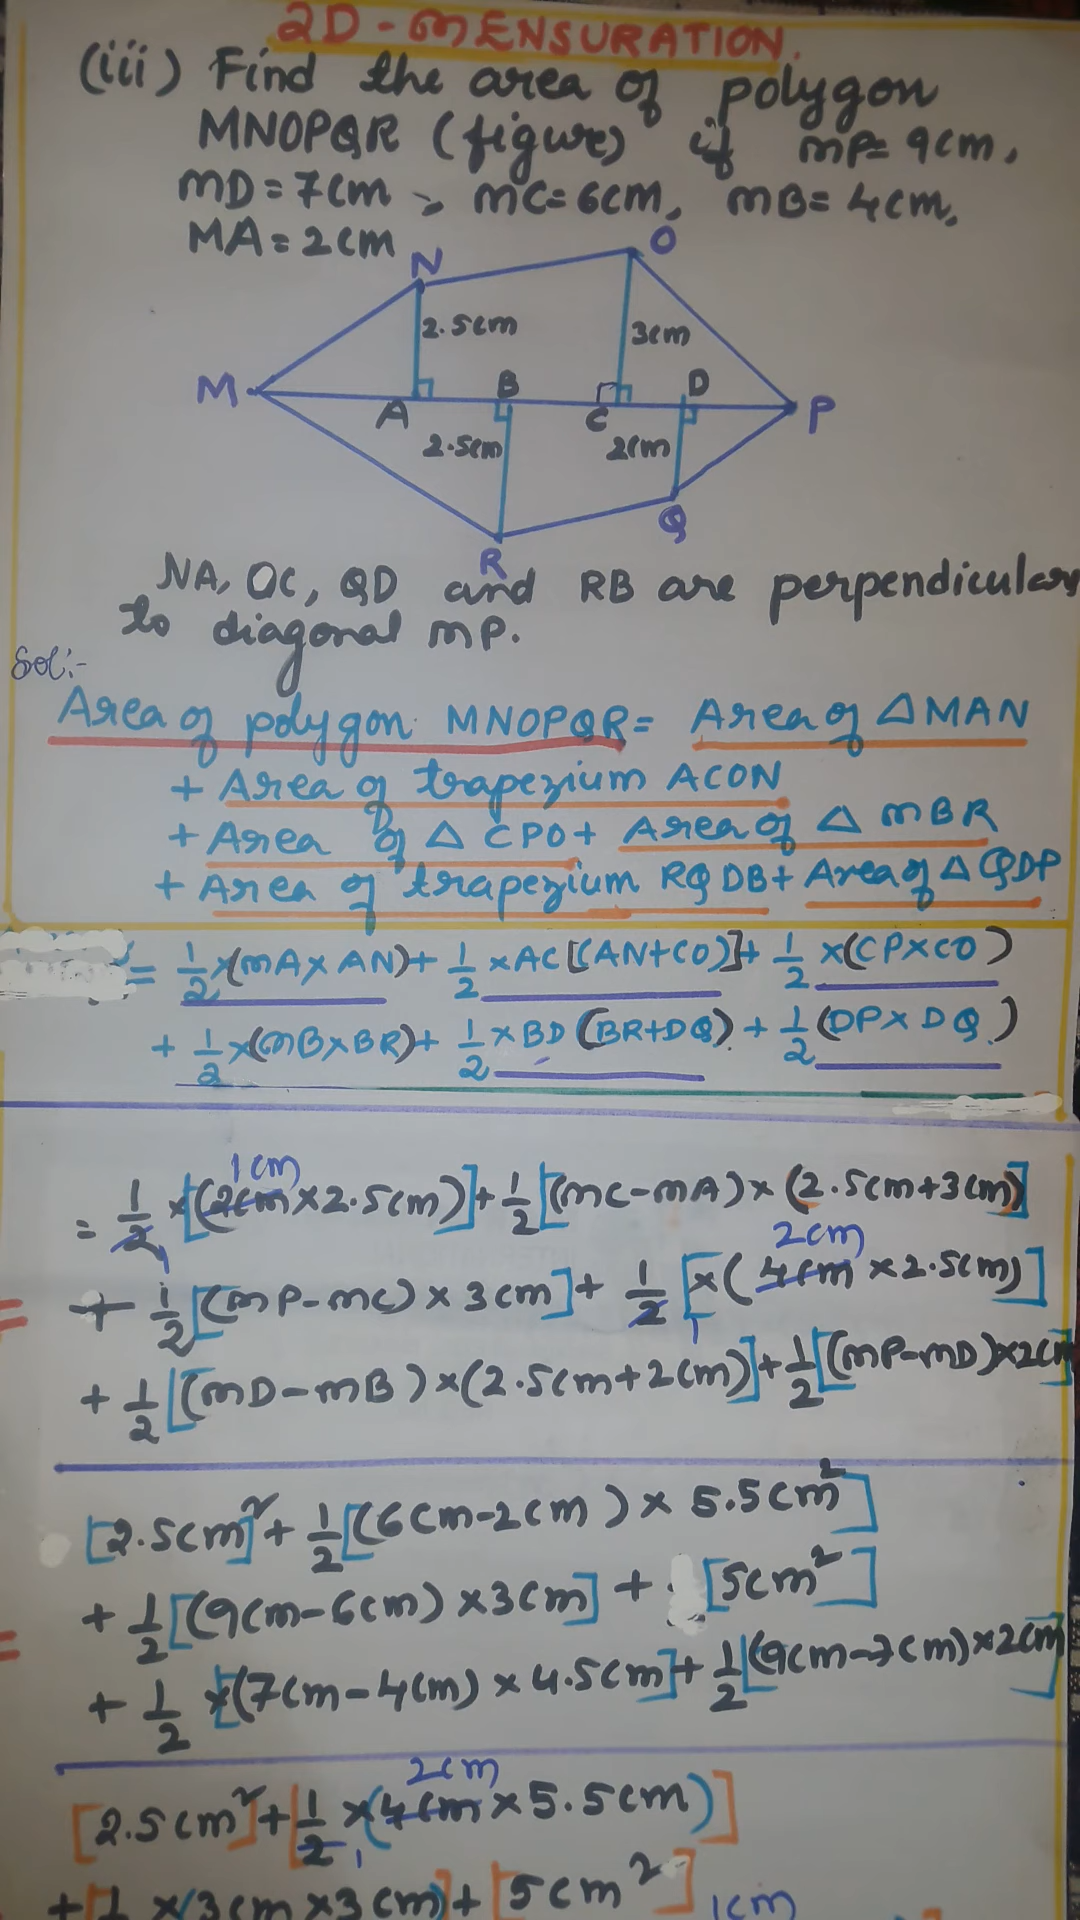 2D-MENSURATION.
(iii) Find the area of polygon
MNOPQR (figure) if MP= 9cm,
MD=7cm, MC=6cm, MB=4cm,
MA=2cm
N
O
2.5cm
3cm
M
A
B
C
D
P
2.5cm
2cm
Q
R
NA, OC, QD and RB are perpendicular
to diagonal MP.
Sol:-
Area of polygon MNOPQR= Area of △MAN
+ Area of trapezium ACON
+ Area of △ CPO+ Area of △ MBR
+ Area of trapezium RQDB+ Area of △ QDP
= 1/2 ×(MA× AN)+ 1/2 ×AC[(AN+CO)]+ 1/2 ×(CP×CO)
+ 1/2 ×(MB×BR)+ 1/2 ×BD (BR+DQ) + 1/2 (DP×DQ)
1cm
= 1/2 ×[(2cm×2.5cm)]+ 1/2 [(MC-MA)× (2.5cm+3cm)]
1
2cm
+ 1/2 [(MP-MC) × 3cm]+ 1/2 [×(4cm ×2.5cm)]
1
+ 1/2 [(MD-MB)×(2.5cm+2cm)]+ 1/2 [(MP-MD)×2cm]
[2.5cm²]+ 1/2 [(6cm-2cm) × 5.5cm²]
+ 1/2 [(9cm-6cm) ×3cm] + [5cm²]
+ 1/2 ×[(7cm-4cm) × 4.5cm]+ 1/2 [(9cm-7cm)×2cm]
2cm
[2.5cm²]+[1/2 ×(4cm×5.5cm)]
1
+[1 ×(3cm×3cm)]+ [5cm²]
1cm